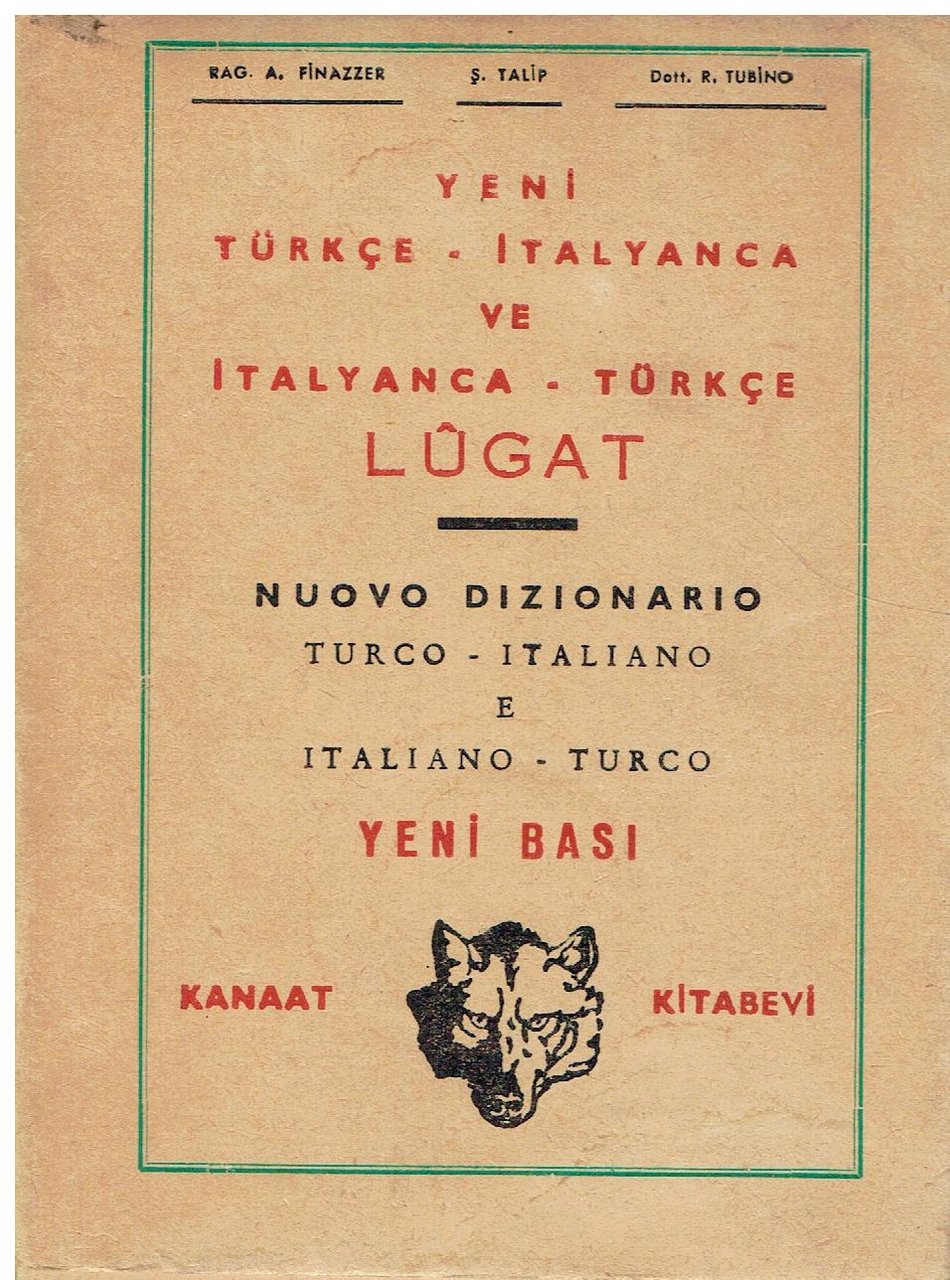 RAG. A. FİNAZZER Ş. TALİP Dott. R. TUBİNO
YENİ
TÜRKÇE - İTALYANCA
VE
İTALYANCA - TÜRKÇE
LÛGAT
NUOVO DIZIONARIO
TURCO - ITALIANO
E
ITALIANO - TURCO
YENİ BASI
KANAAT KİTABEVİ